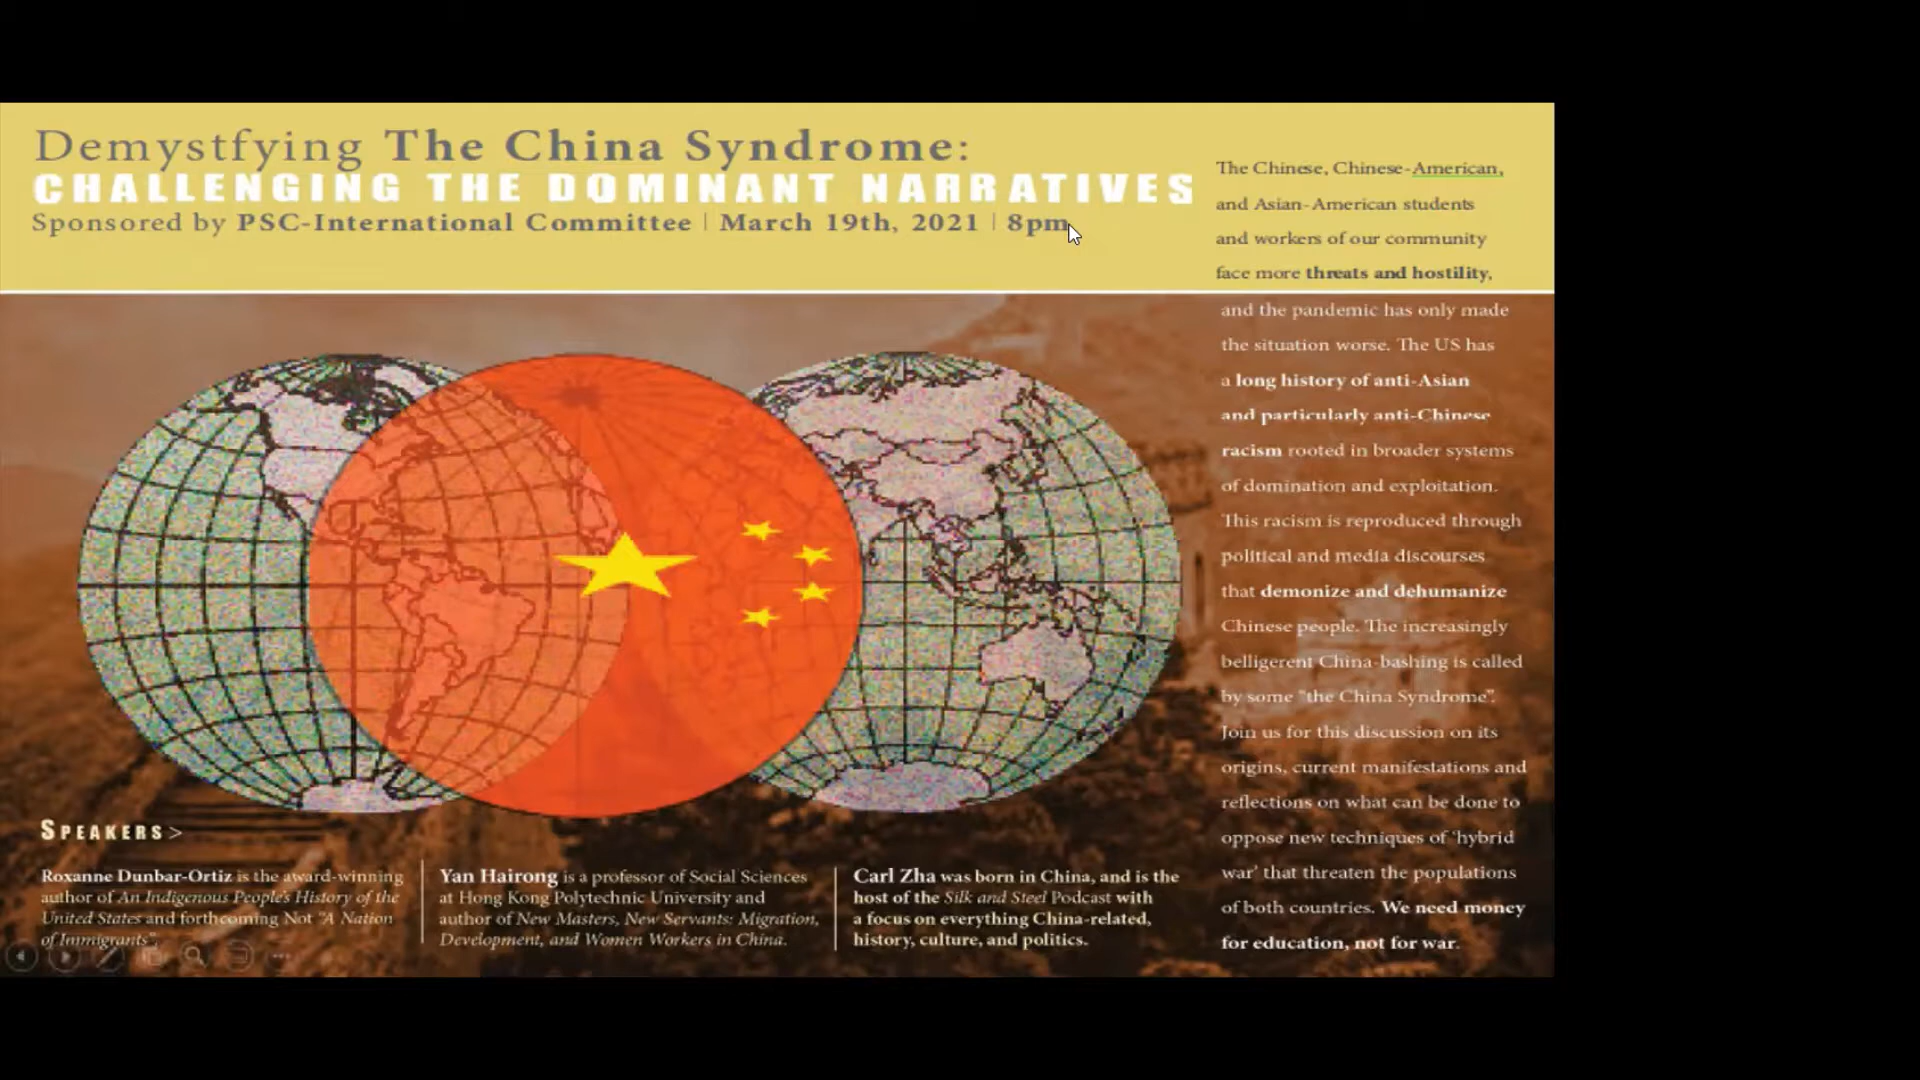 Demystfying The China Syndrome:
CHALLENGING THE DOMINANT NARRATIVES
Sponsored by PSC-International Committee | March 19th, 2021 | 8pm
The Chinese, Chinese-American,
and Asian-American students
and workers of our community
face more threats and hostility,
and the pandemic has only made
the situation worse. The US has
a long history of anti-Asian
and particularly anti-Chinese
racism rooted in broader systems
of domination and exploitation.
This racism is reproduced through
political and media discourses
that demonize and dehumanize
Chinese people. The increasingly
belligerent China-bashing is called
by some "the China Syndrome".
Join us for this discussion on its
origins, current manifestations and
reflections on what can be done to
oppose new techniques of 'hybrid
war' that threaten the populations
of both countries. We need money
for education, not for war.
SPEAKERS>
Roxanne Dunbar-Ortiz is the award-winning
author of An Indigenous People's History of the
United States and forthcoming Not "A Nation
of Immigrants".
Yan Hairong is a professor of Social Sciences
at Hong Kong Polytechnic University and
author of New Masters, New Servants: Migration,
Development, and Women Workers in China.
Carl Zha was born in China, and is the
host of the Silk and Steel Podcast with
a focus on everything China-related,
history, culture, and politics.